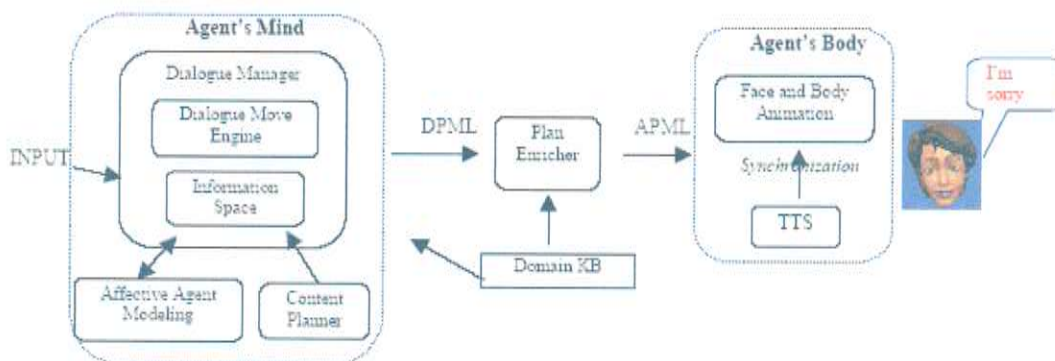 Agent's Mind
Dialogue Manager
Dialogue Move
Engine
INPUT
Information
Space
Affective Agent
Modeling
Content
Planner
DPML
Plan
Enricher
Domain KB
APML
Agent's Body
Face and Body
Animation
Synchronization
TTS
I'm
sorry